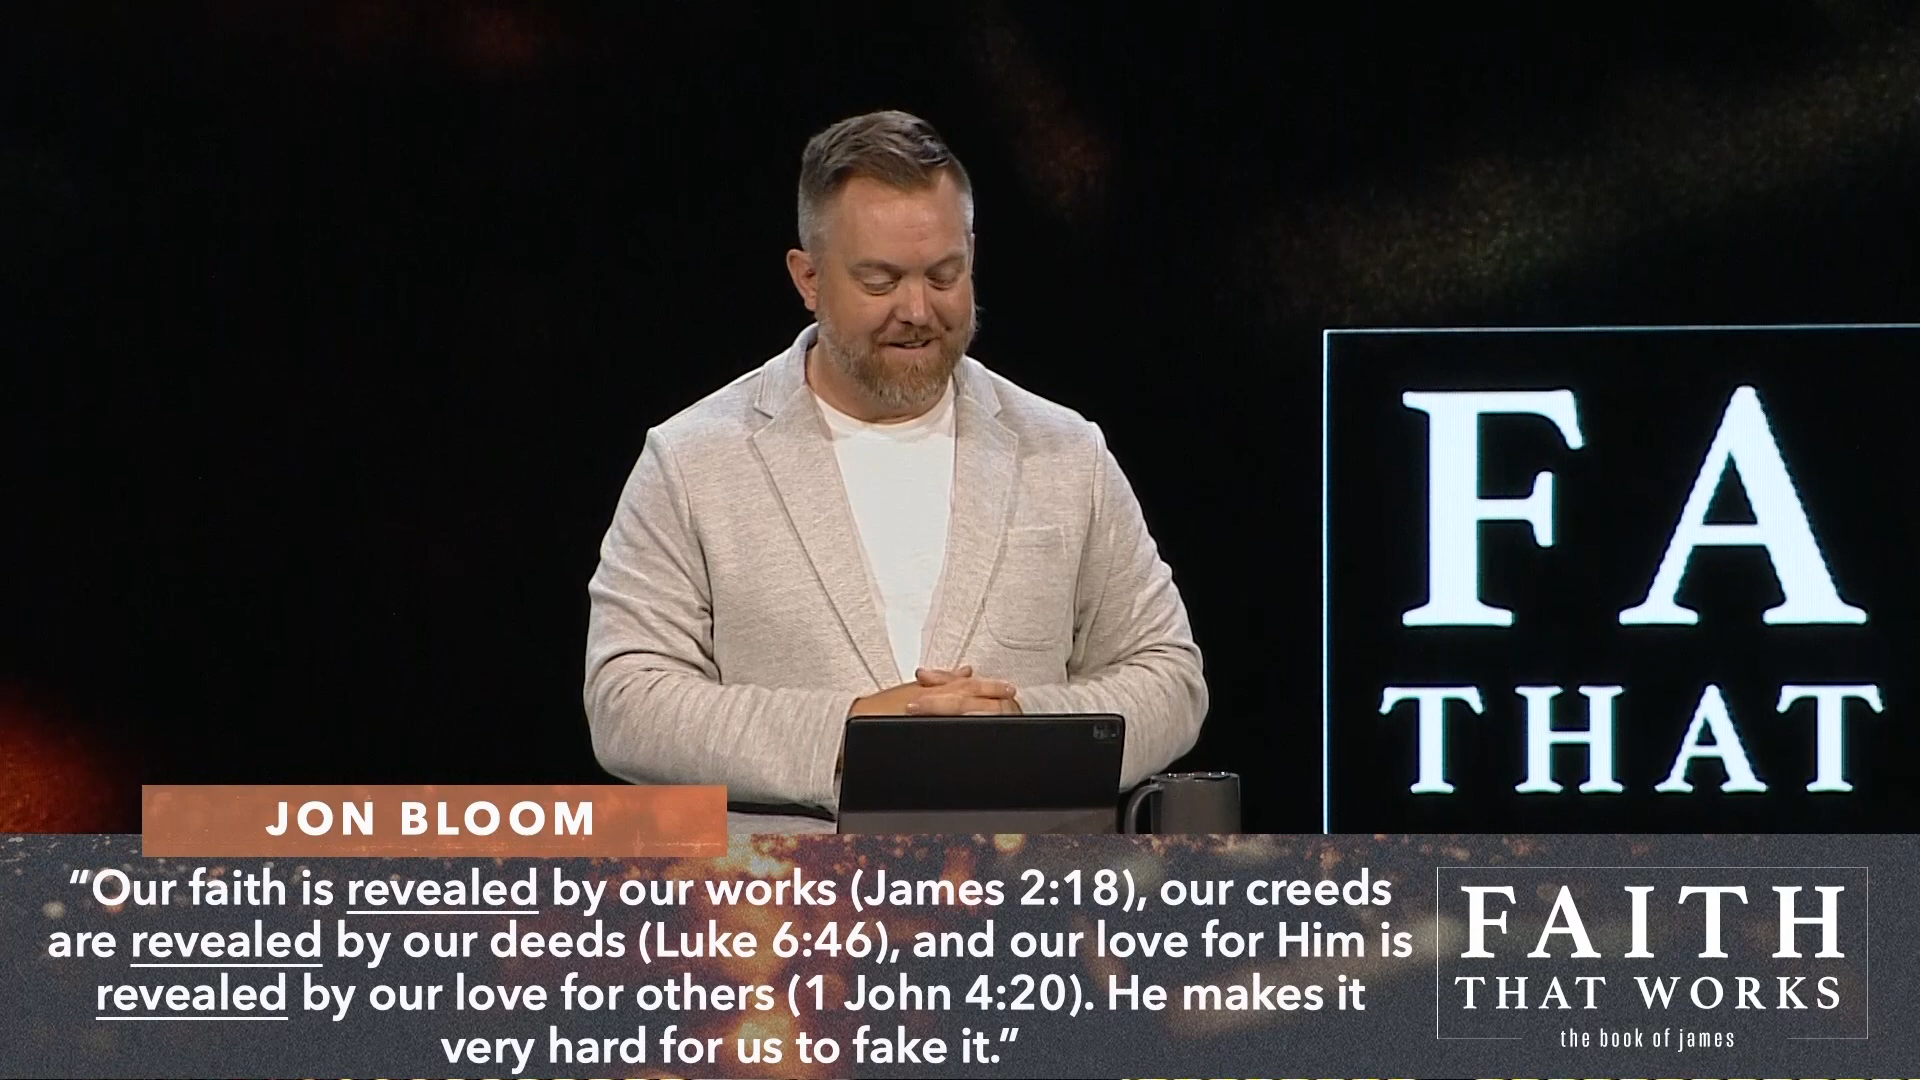 FA
THAT
JON BLOOM
“Our faith is revealed by our works (James 2:18), our creeds
are revealed by our deeds (Luke 6:46), and our love for Him is
revealed by our love for others (1 John 4:20). He makes it
very hard for us to fake it.”
FAITH
THAT WORKS
the book of james